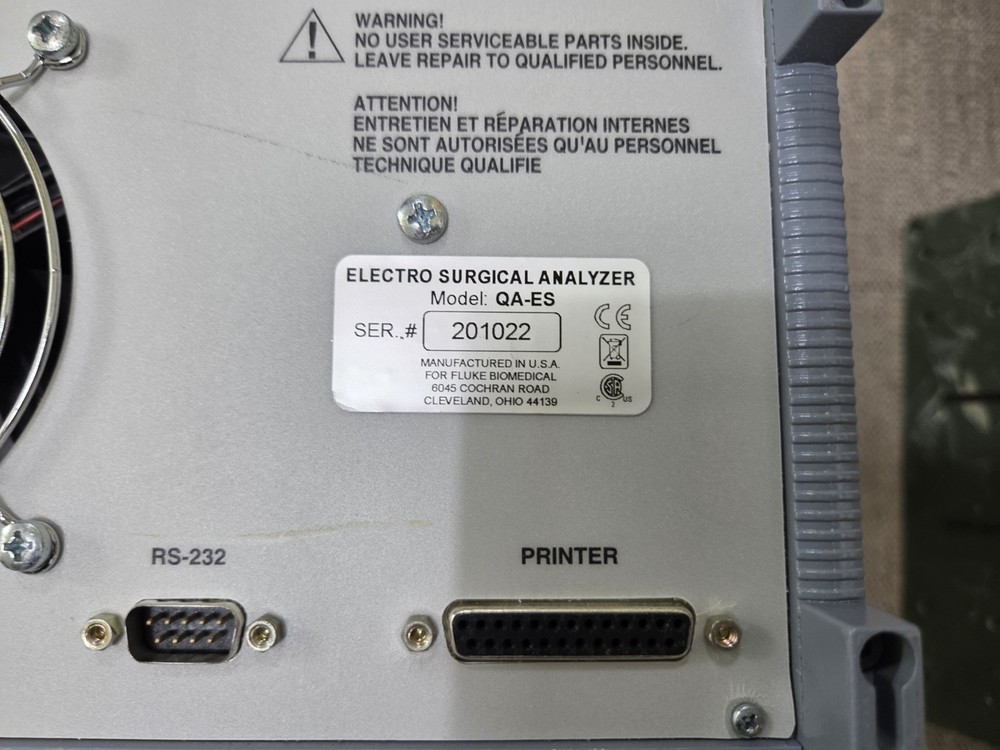 WARNING!
NO USER SERVICEABLE PARTS INSIDE.
LEAVE REPAIR TO QUALIFIED PERSONNEL.
ATTENTION!
ENTRETIEN ET RÉPARATION INTERNES
NE SONT AUTORISÉES QU'AU PERSONNEL
TECHNIQUE QUALIFIE
ELECTRO SURGICAL ANALYZER
Model: QA-ES
SER..# 201022
MANUFACTURED IN U.S.A.
FOR FLUKE BIOMEDICAL
6045 COCHRAN ROAD
CLEVELAND, OHIO 44139
CE
C US
2
RS-232
PRINTER